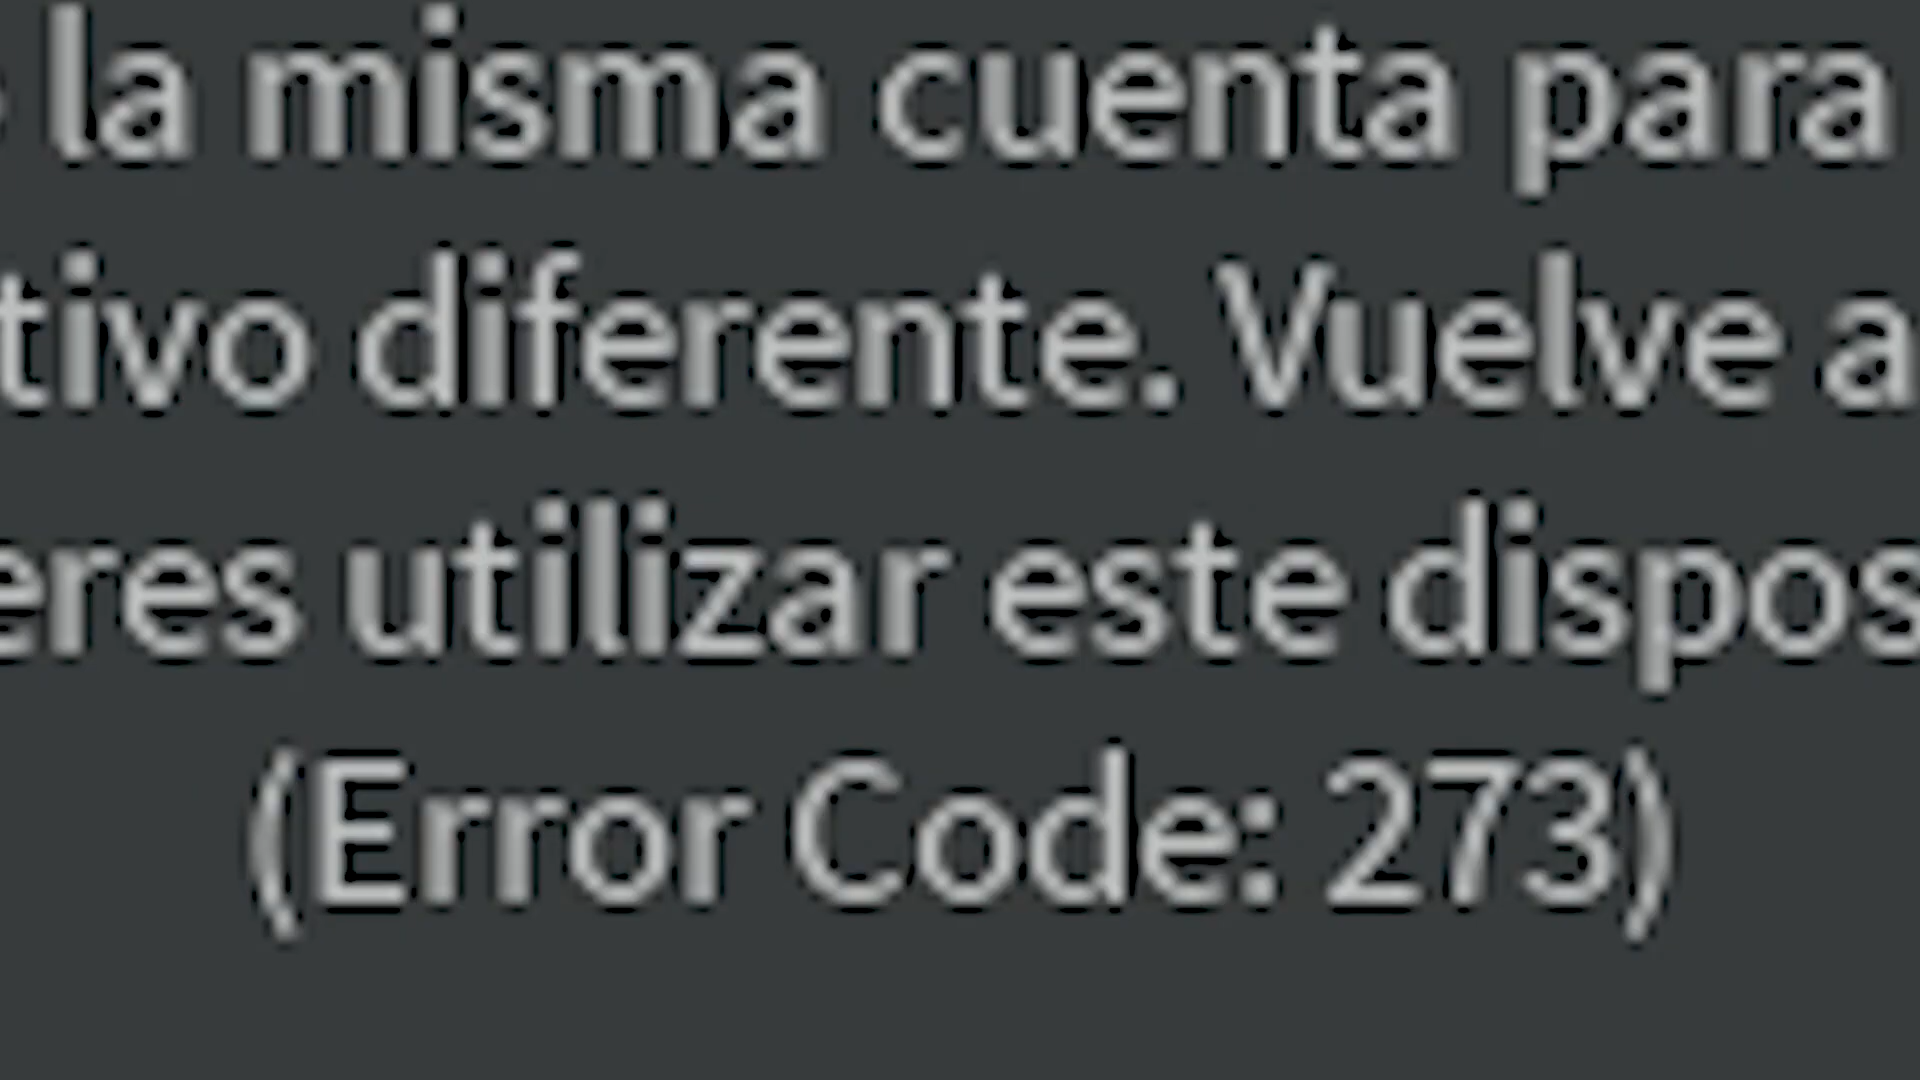 la misma cuenta para
tivo diferente. Vuelve a
eres utilizar este dispos
(Error Code: 273)